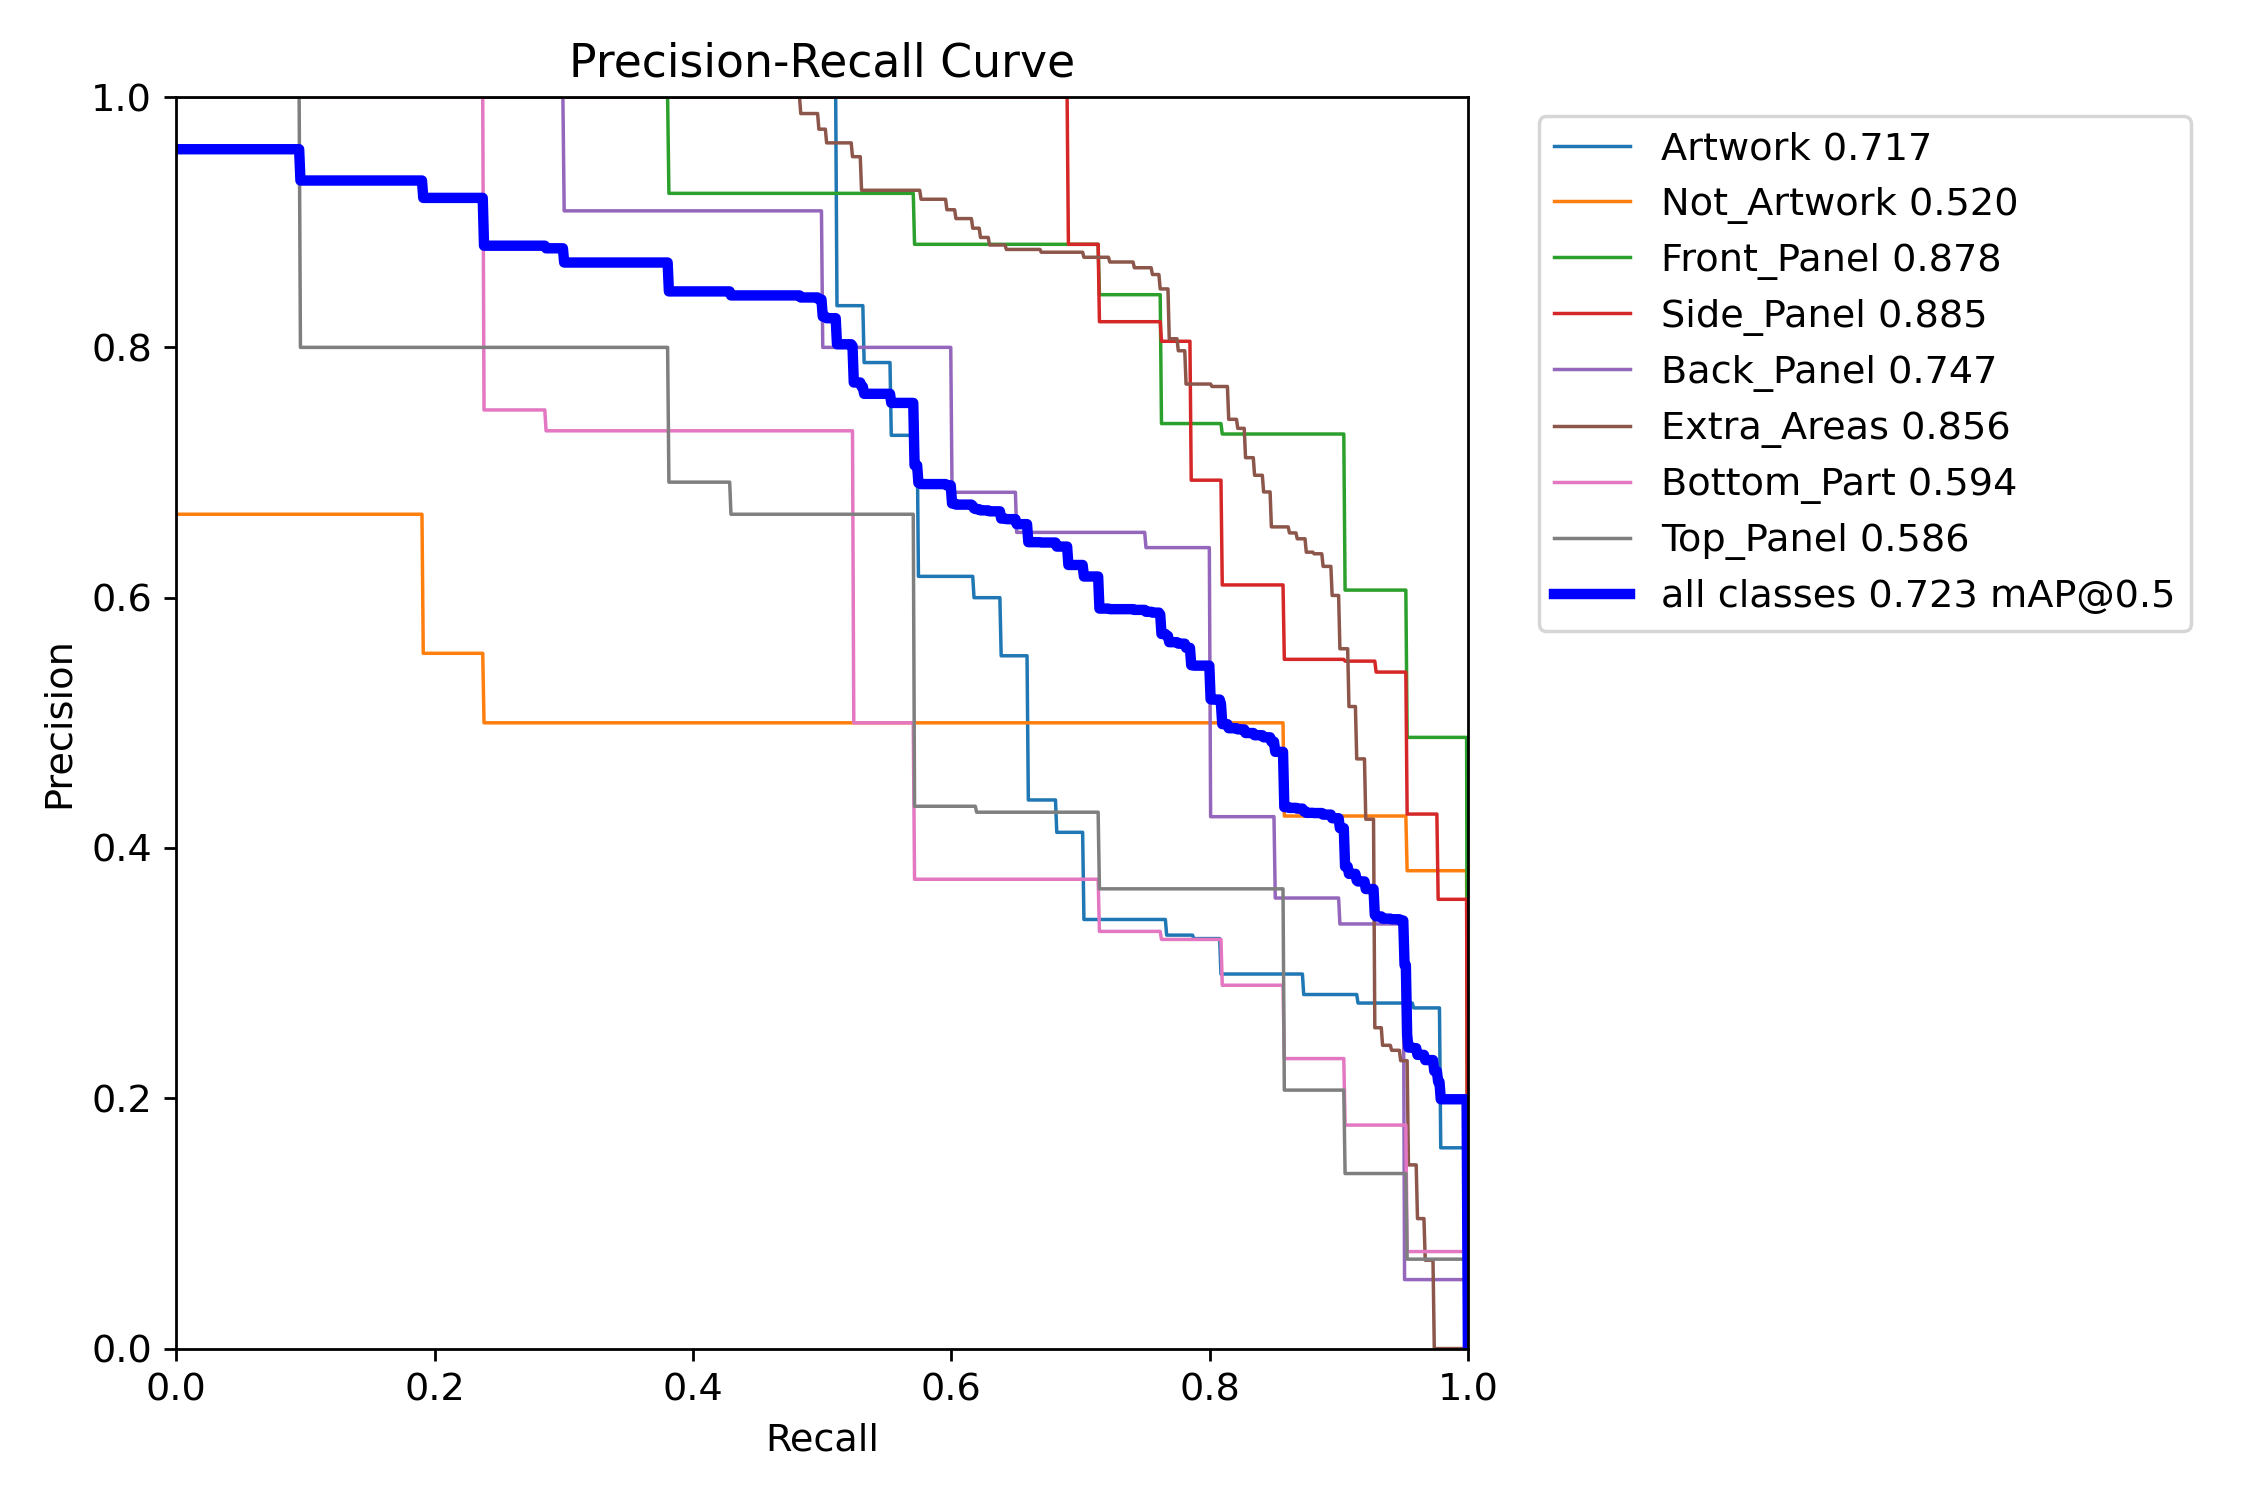 Precision-Recall Curve
1.0
0.8
0.6
0.4
0.2
0.0
Precision
0.0 0.2 0.4 0.6 0.8 1.0
Recall
Artwork 0.717
Not_Artwork 0.520
Front_Panel 0.878
Side_Panel 0.885
Back_Panel 0.747
Extra_Areas 0.856
Bottom_Part 0.594
Top_Panel 0.586
all classes 0.723 mAP@0.5